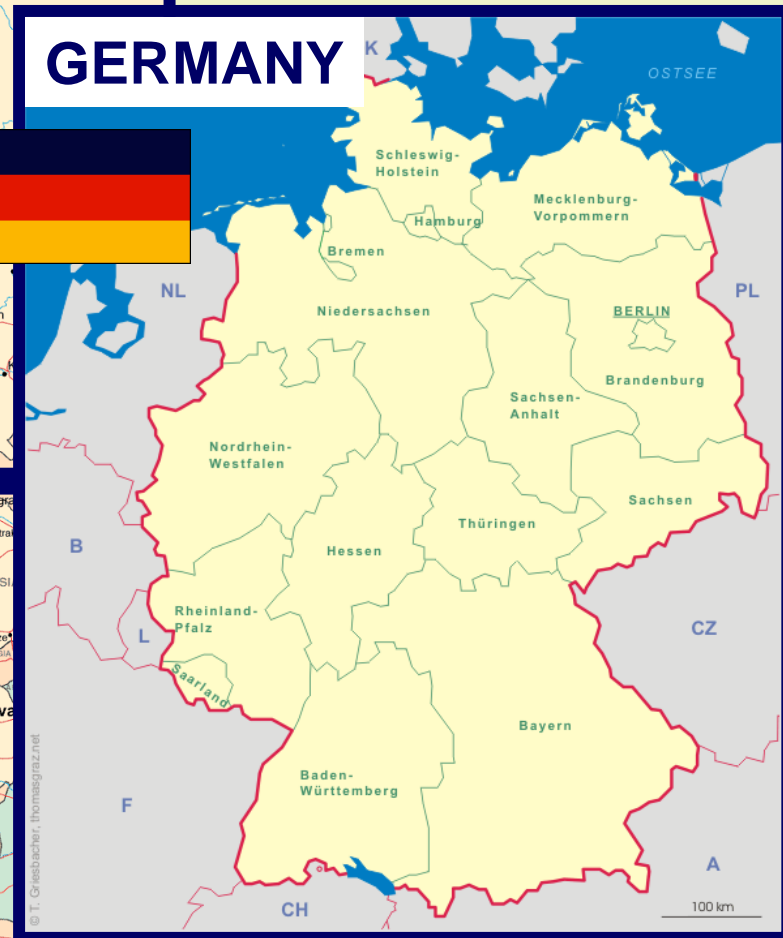 GERMANY
K
OSTSEE
Schleswig-
Holstein
Mecklenburg-
Vorpommern
Hamburg
Bremen
NL
PL
Niedersachsen
BERLIN
Brandenburg
Sachsen-
Anhalt
Nordrhein-
Westfalen
Sachsen
Thüringen
B
Hessen
Rheinland-
Pfalz
L
CZ
Saarland
Bayern
Baden-
Württemberg
F
A
CH
100 km
© T. Griesbacher, thomasgraz.net